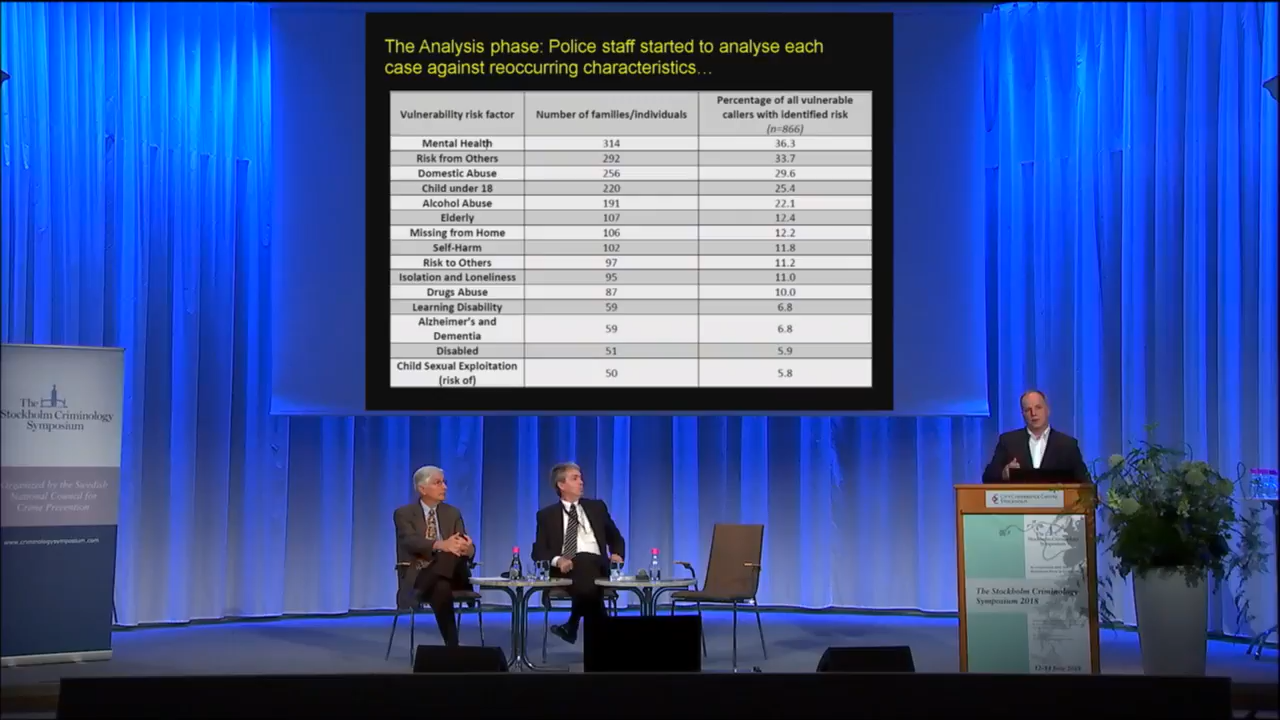 The Analysis phase: Police staff started to analyse each
case against reoccurring characteristics…
Vulnerability risk factor Number of families/individuals Percentage of all vulnerable callers with identified risk (n=866)
Mental Health 314 36.3
Risk from Others 292 33.7
Domestic Abuse 256 29.6
Child under 18 220 25.4
Alcohol Abuse 191 22.1
Elderly 107 12.4
Missing from Home 106 12.2
Self-Harm 102 11.8
Risk to Others 97 11.2
Isolation and Loneliness 95 11.0
Drugs Abuse 87 10.0
Learning Disability 59 6.8
Alzheimer's and Dementia 59 6.8
Disabled 51 5.9
Child Sexual Exploitation (risk of) 50 5.8
The
Stockholm Criminology
Symposium
Organized by the Swedish
National Council for
Crime Prevention
www.criminologysymposium.com
The Stockholm Criminology
Symposium 2018